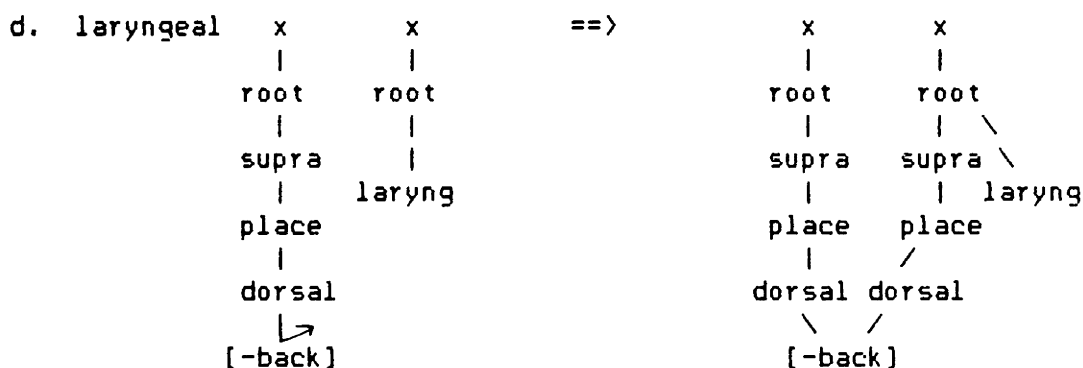 d. laryngeal x x ==> x x
root root root root
supra supra supra
laryng laryng
place place place
dorsal dorsal dorsal
[-back] [-back]